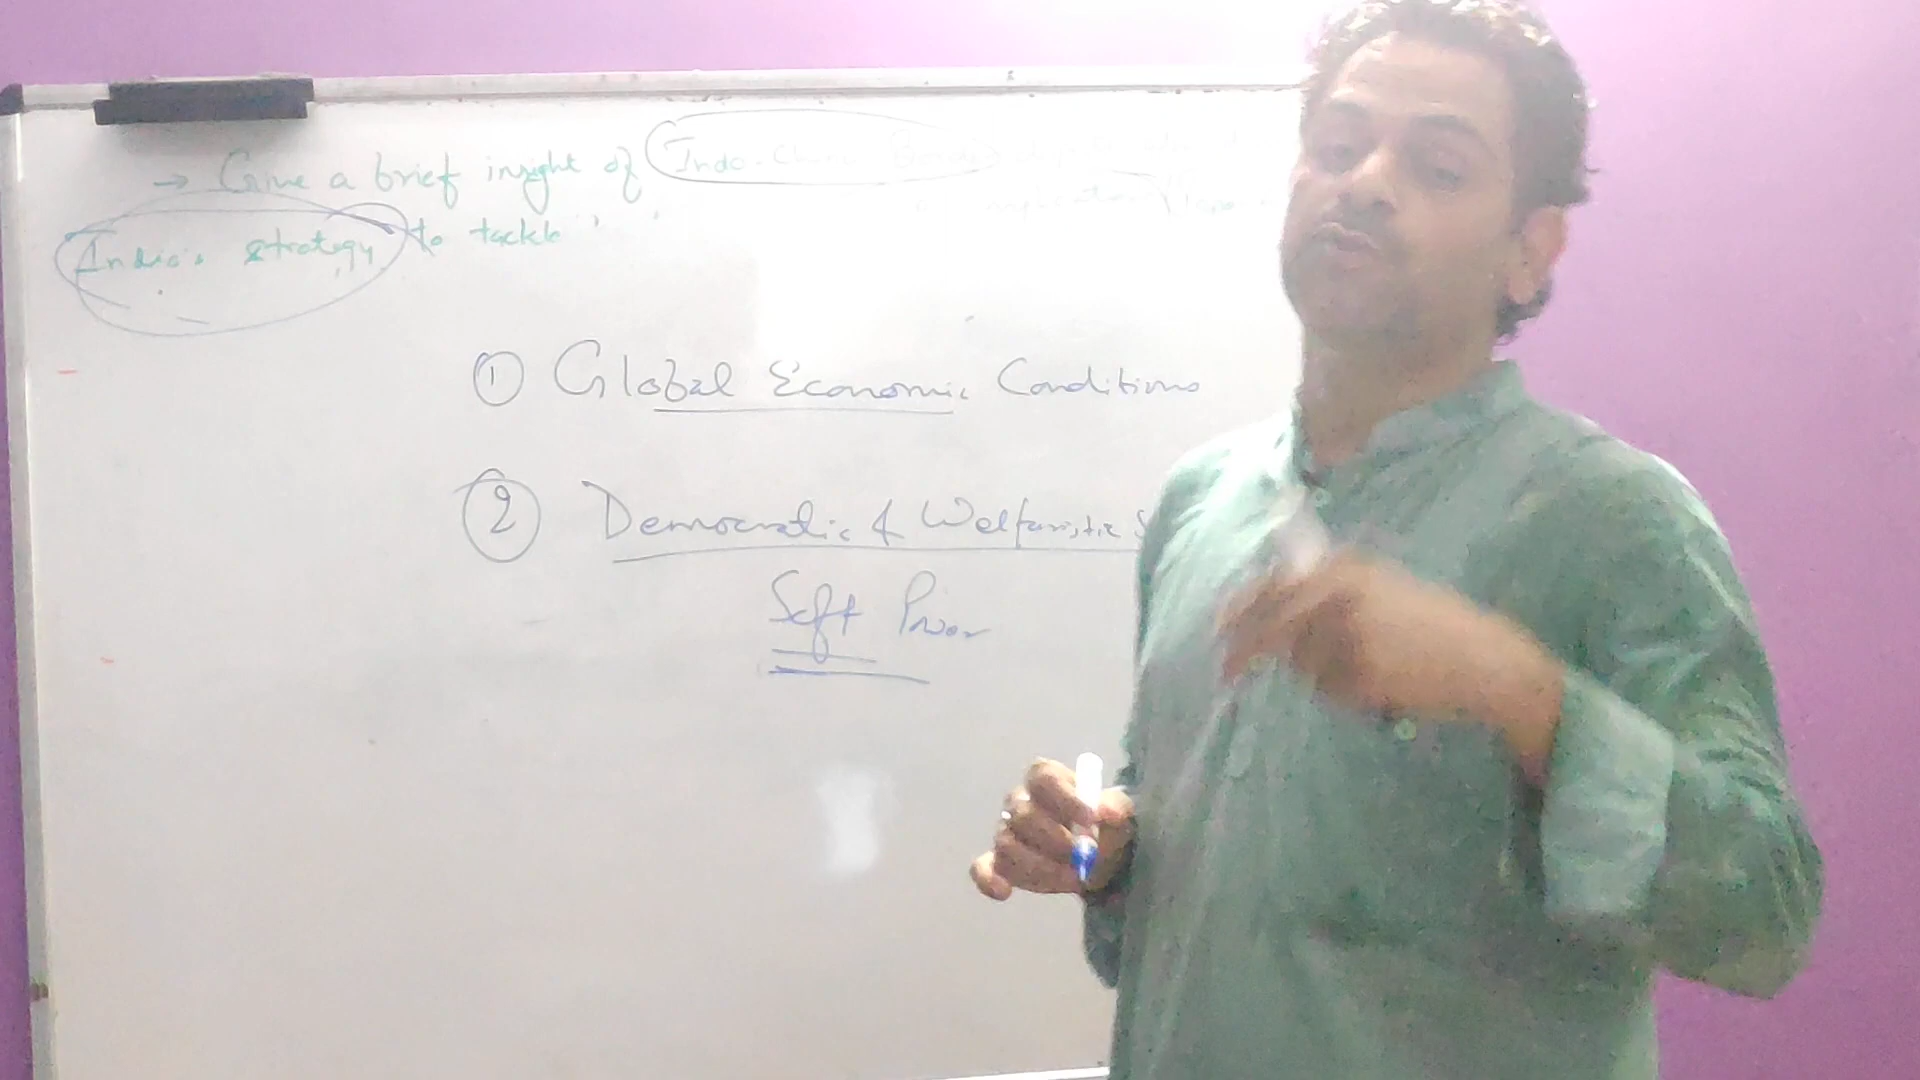 → Give a brief insight of Indo-China Border
India's strategy to tackle
① Global Economic Conditions
② Democratic & Welfaristic
Soft Power